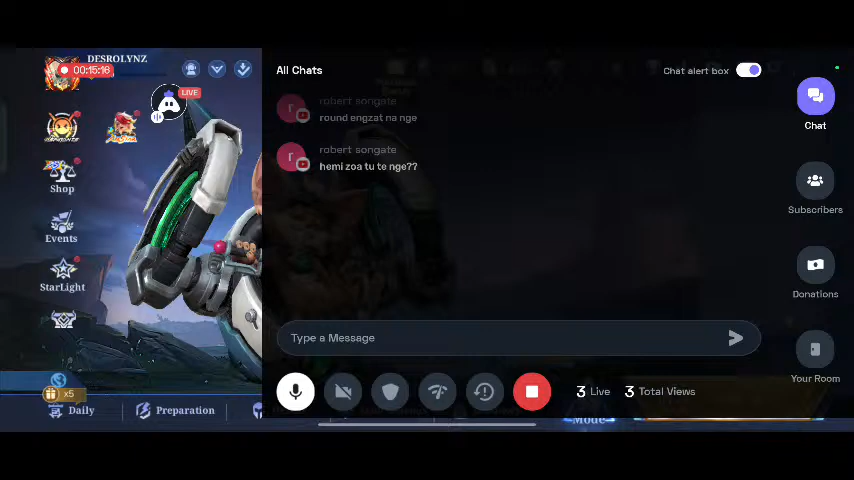 DESROLYNZ
00:15:16
LIVE
Shop
Events
StarLight
x5
Daily
Preparation
All Chats
Chat alert box
robert songate
round engzat na nge
robert songate
hemi zoa tu te nge??
Type a Message
3 Live 3 Total Views
Chat
Subscribers
Donations
Your Room
Mode